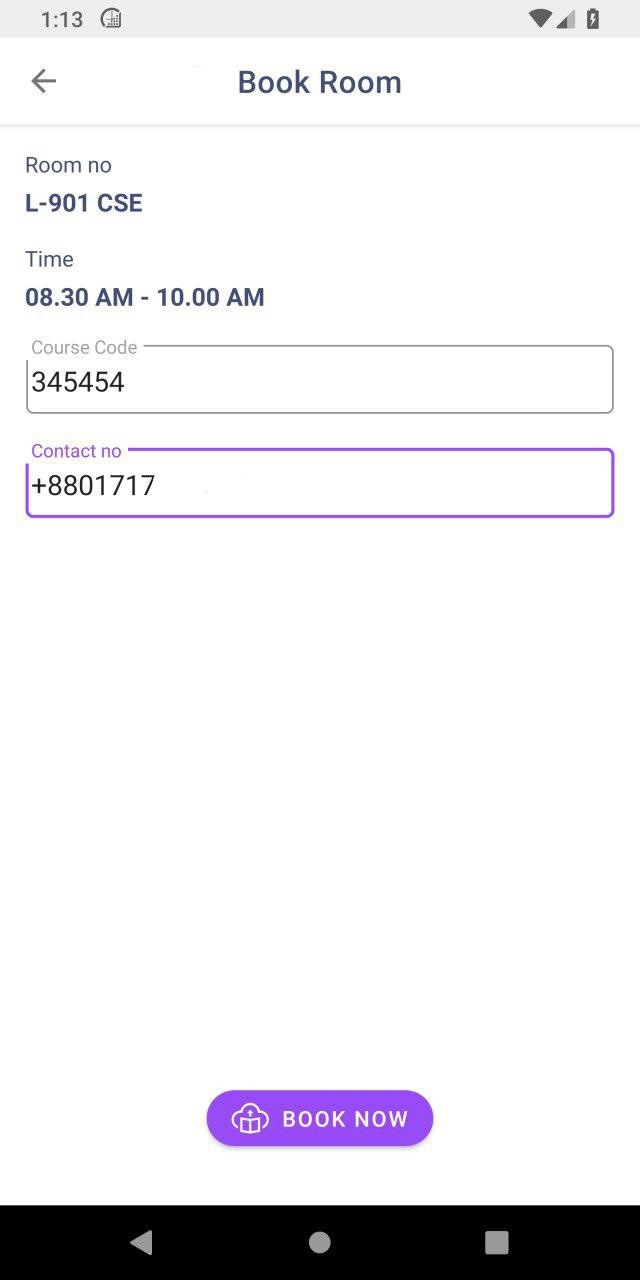 1:13
Book Room
Room no
L-901 CSE
Time
08.30 AM - 10.00 AM
Course Code
345454
Contact no
+8801717
BOOK NOW